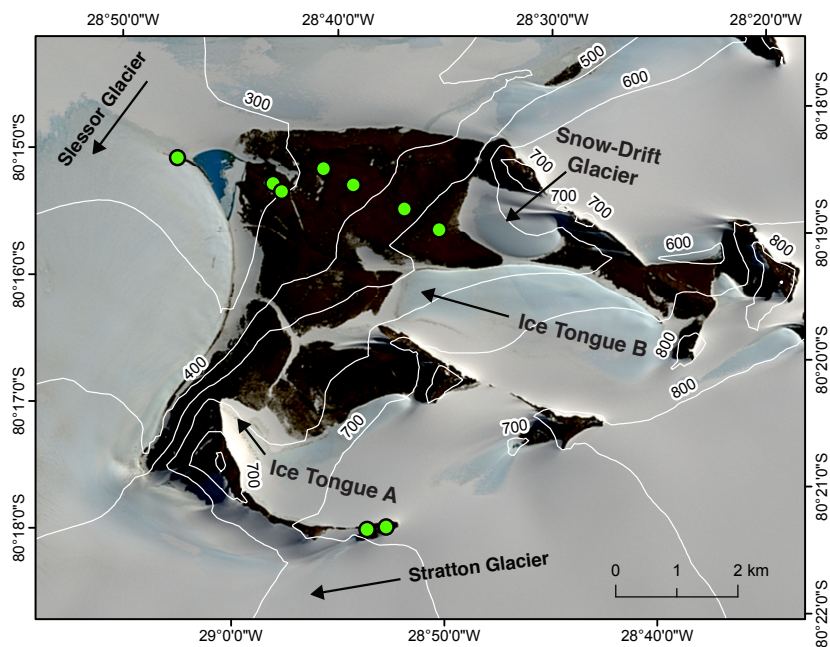 28°50'0"W
28°40'0"W
28°30'0"W
28°20'0"W
500
600
Slessor Glacier
300
80°18'0"S
80°15'0"S
Snow-Drift
Glacier
700
700
700
80°19'0"S
600
800
80°16'0"S
Ice Tongue B
800
80°20'0"S
400
800
80°17'0"S
700
700
Ice Tongue A
700
80°21'0"S
80°18'0"S
Stratton Glacier
0 1 2 km
80°22'0"S
29°0'0"W
28°50'0"W
28°40'0"W